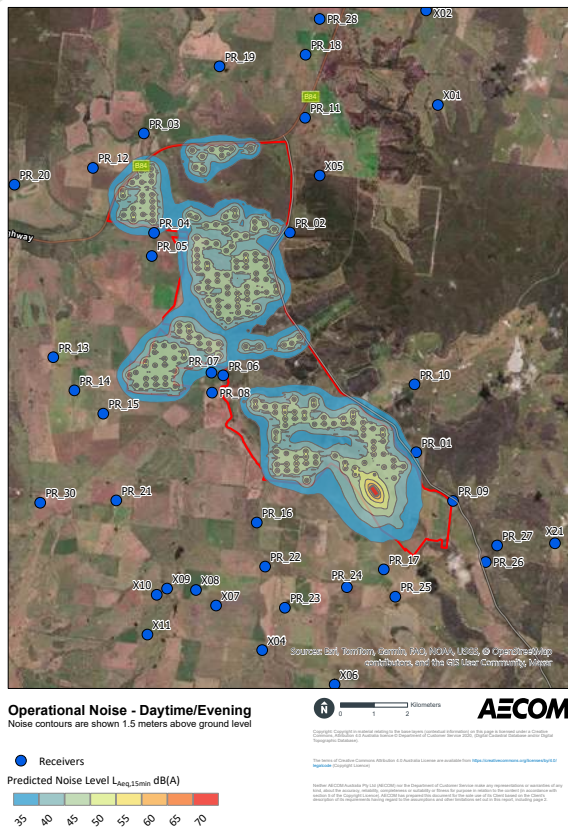 X02
PR_28
PR_18
PR_19
B84
X01
PR_11
PR_03
B84
PR_12
X05
PR_20
PR_04
PR_02
hway
PR_05
PR_13
PR_07
PR_06
PR_10
PR_14
PR_08
PR_15
PR_01
PR_30
PR_21
PR_09
PR_16
PR_27
X21
PR_26
PR_22
PR_17
PR_24
X10
X09
X08
X07
PR_25
PR_23
X11
X04
X06
Sources: Esri, TomTom, Garmin, FAO, NOAA, USGS, © OpenStreetMap
contributors, and the GIS User Community, Maxar
Operational Noise - Daytime/Evening
Noise contours are shown 1.5 meters above ground level
N
Kilometers
0 1 2
AECOM
Receivers
Predicted Noise Level LAeq,15min dB(A)
35 40 45 50 55 60 65 70